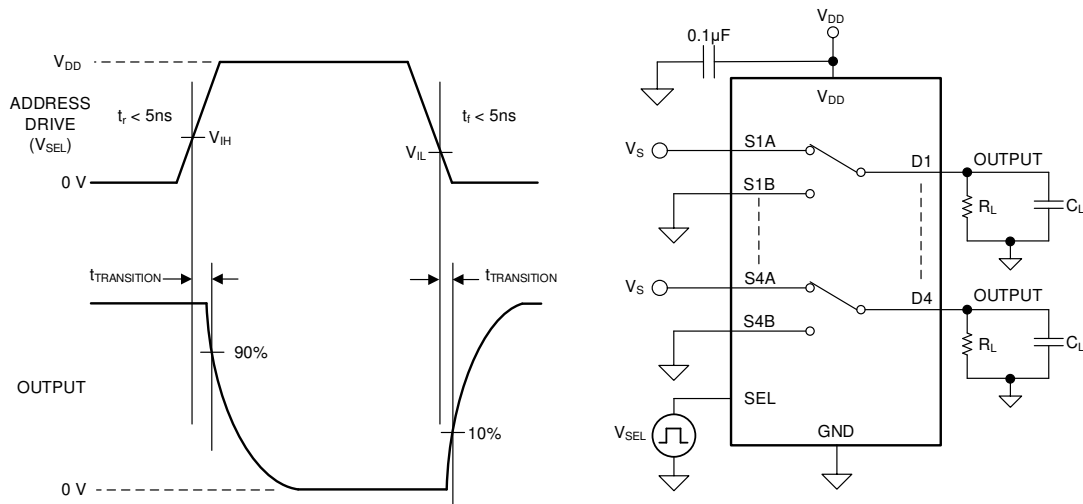 V_DD
ADDRESS
DRIVE
(V_SEL)
t_r < 5ns
V_IH
t_f < 5ns
V_IL
0 V
t_TRANSITION
t_TRANSITION
90%
OUTPUT
10%
0 V
V_DD
0.1µF
V_DD
V_S
S1A
D1
OUTPUT
S1B
R_L
C_L
V_S
S4A
D4
OUTPUT
S4B
R_L
C_L
SEL
V_SEL
GND